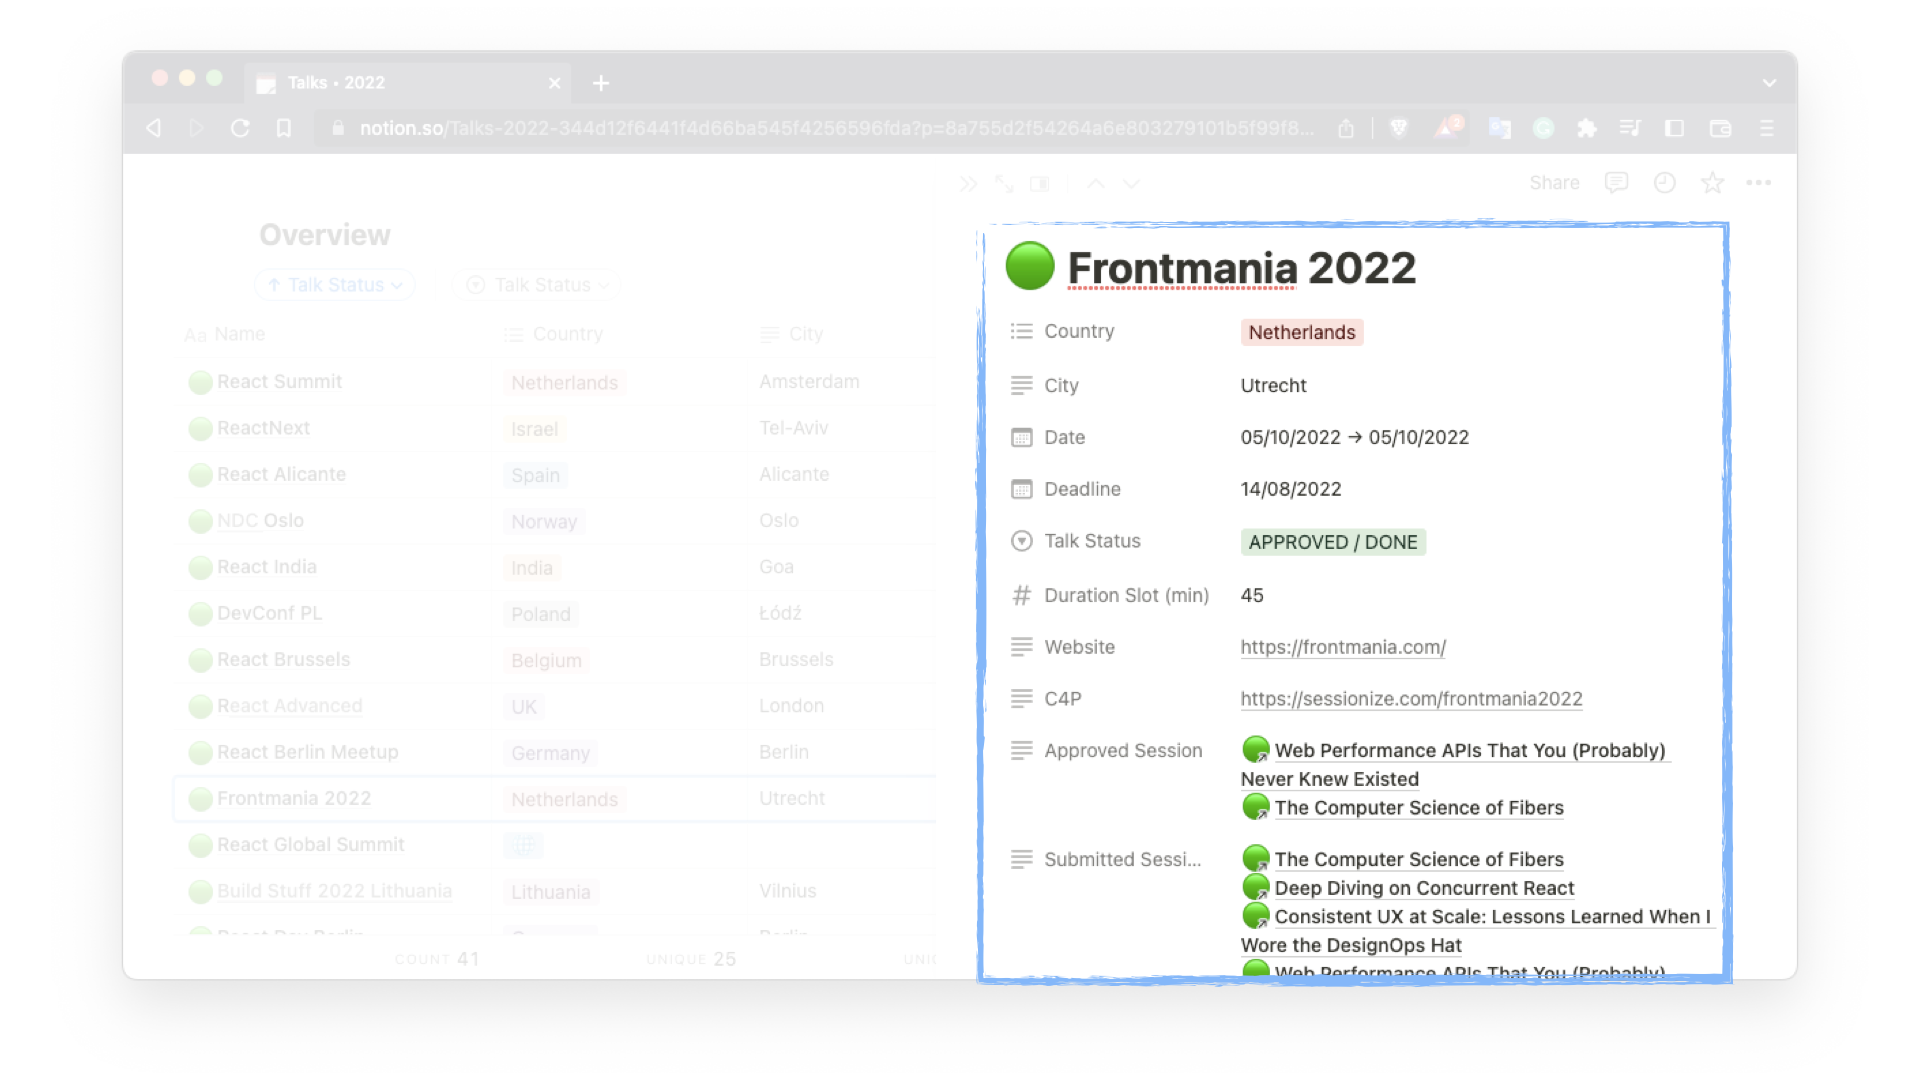 Talks • 2022
notion.so/Talks-2022-344d12f6441f4d66ba545f4256596fda?p=8a755d2f54264a6e803279101b5f99f8...
2
Share
Overview
Talk Status
Talk Status
Aa Name
Country
City
React Summit
Netherlands
Amsterdam
ReactNext
Israel
Tel-Aviv
React Alicante
Spain
Alicante
NDC Oslo
Norway
Oslo
React India
India
Goa
DevConf PL
Poland
Łódź
React Brussels
Belgium
Brussels
React Advanced
UK
London
React Berlin Meetup
Germany
Berlin
Frontmania 2022
Netherlands
Utrecht
React Global Summit
Build Stuff 2022 Lithuania
Lithuania
Vilnius
React Dev Berlin
Berlin
COUNT 41
UNIQUE 25
Frontmania 2022
Country
Netherlands
City
Utrecht
Date
05/10/2022 → 05/10/2022
Deadline
14/08/2022
Talk Status
APPROVED / DONE
Duration Slot (min)
45
Website
https://frontmania.com/
C4P
https://sessionize.com/frontmania2022
Approved Session
Web Performance APIs That You (Probably)
Never Knew Existed
The Computer Science of Fibers
Submitted Sessi...
The Computer Science of Fibers
Deep Diving on Concurrent React
Consistent UX at Scale: Lessons Learned When I
Wore the DesignOps Hat
Web Performance APIs That You (Probably)